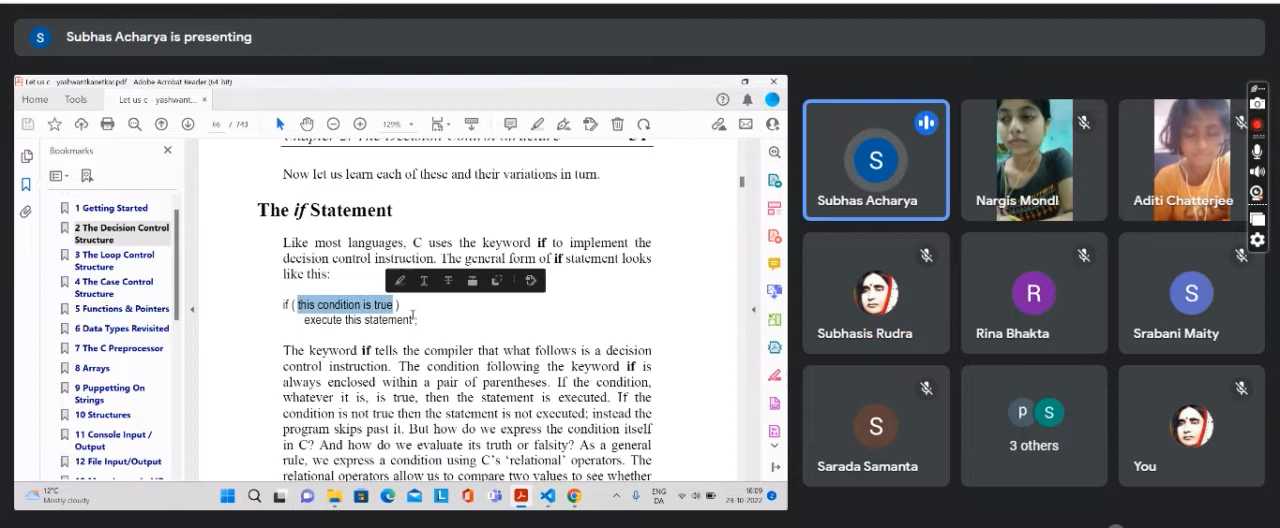 Subhas Acharya is presenting
Let us c - yashwantkanetkar.pdf - Adobe Acrobat Reader (64-bit)
Home Tools Let us c - yashwant... ×
66 / 743 129%
Bookmarks
1 Getting Started
2 The Decision Control
Structure
3 The Loop Control
Structure
4 The Case Control
Structure
5 Functions & Pointers
6 Data Types Revisited
7 The C Preprocessor
8 Arrays
9 Puppetting On
Strings
10 Structures
11 Console Input /
Output
12 File Input/Output
Chapter 2: The Decision Control Structure
Now let us learn each of these and their variations in turn.
The if Statement
Like most languages, C uses the keyword if to implement the
decision control instruction. The general form of if statement looks
like this:
if ( this condition is true )
execute this statement ;
The keyword if tells the compiler that what follows is a decision
control instruction. The condition following the keyword if is
always enclosed within a pair of parentheses. If the condition,
whatever it is, is true, then the statement is executed. If the
condition is not true then the statement is not executed; instead the
program skips past it. But how do we express the condition itself
in C? And how do we evaluate its truth or falsity? As a general
rule, we express a condition using C's 'relational' operators. The
relational operators allow us to compare two values to see whether
12°C
Mostly cloudy
ENG
DA
16:09
23-10-2022
S
S
Subhas Acharya
Nargis Mondl
Aditi Chatterjee
Subhasis Rudra
R
Rina Bhakta
S
Srabani Maity
S
Sarada Samanta
P S
3 others
You